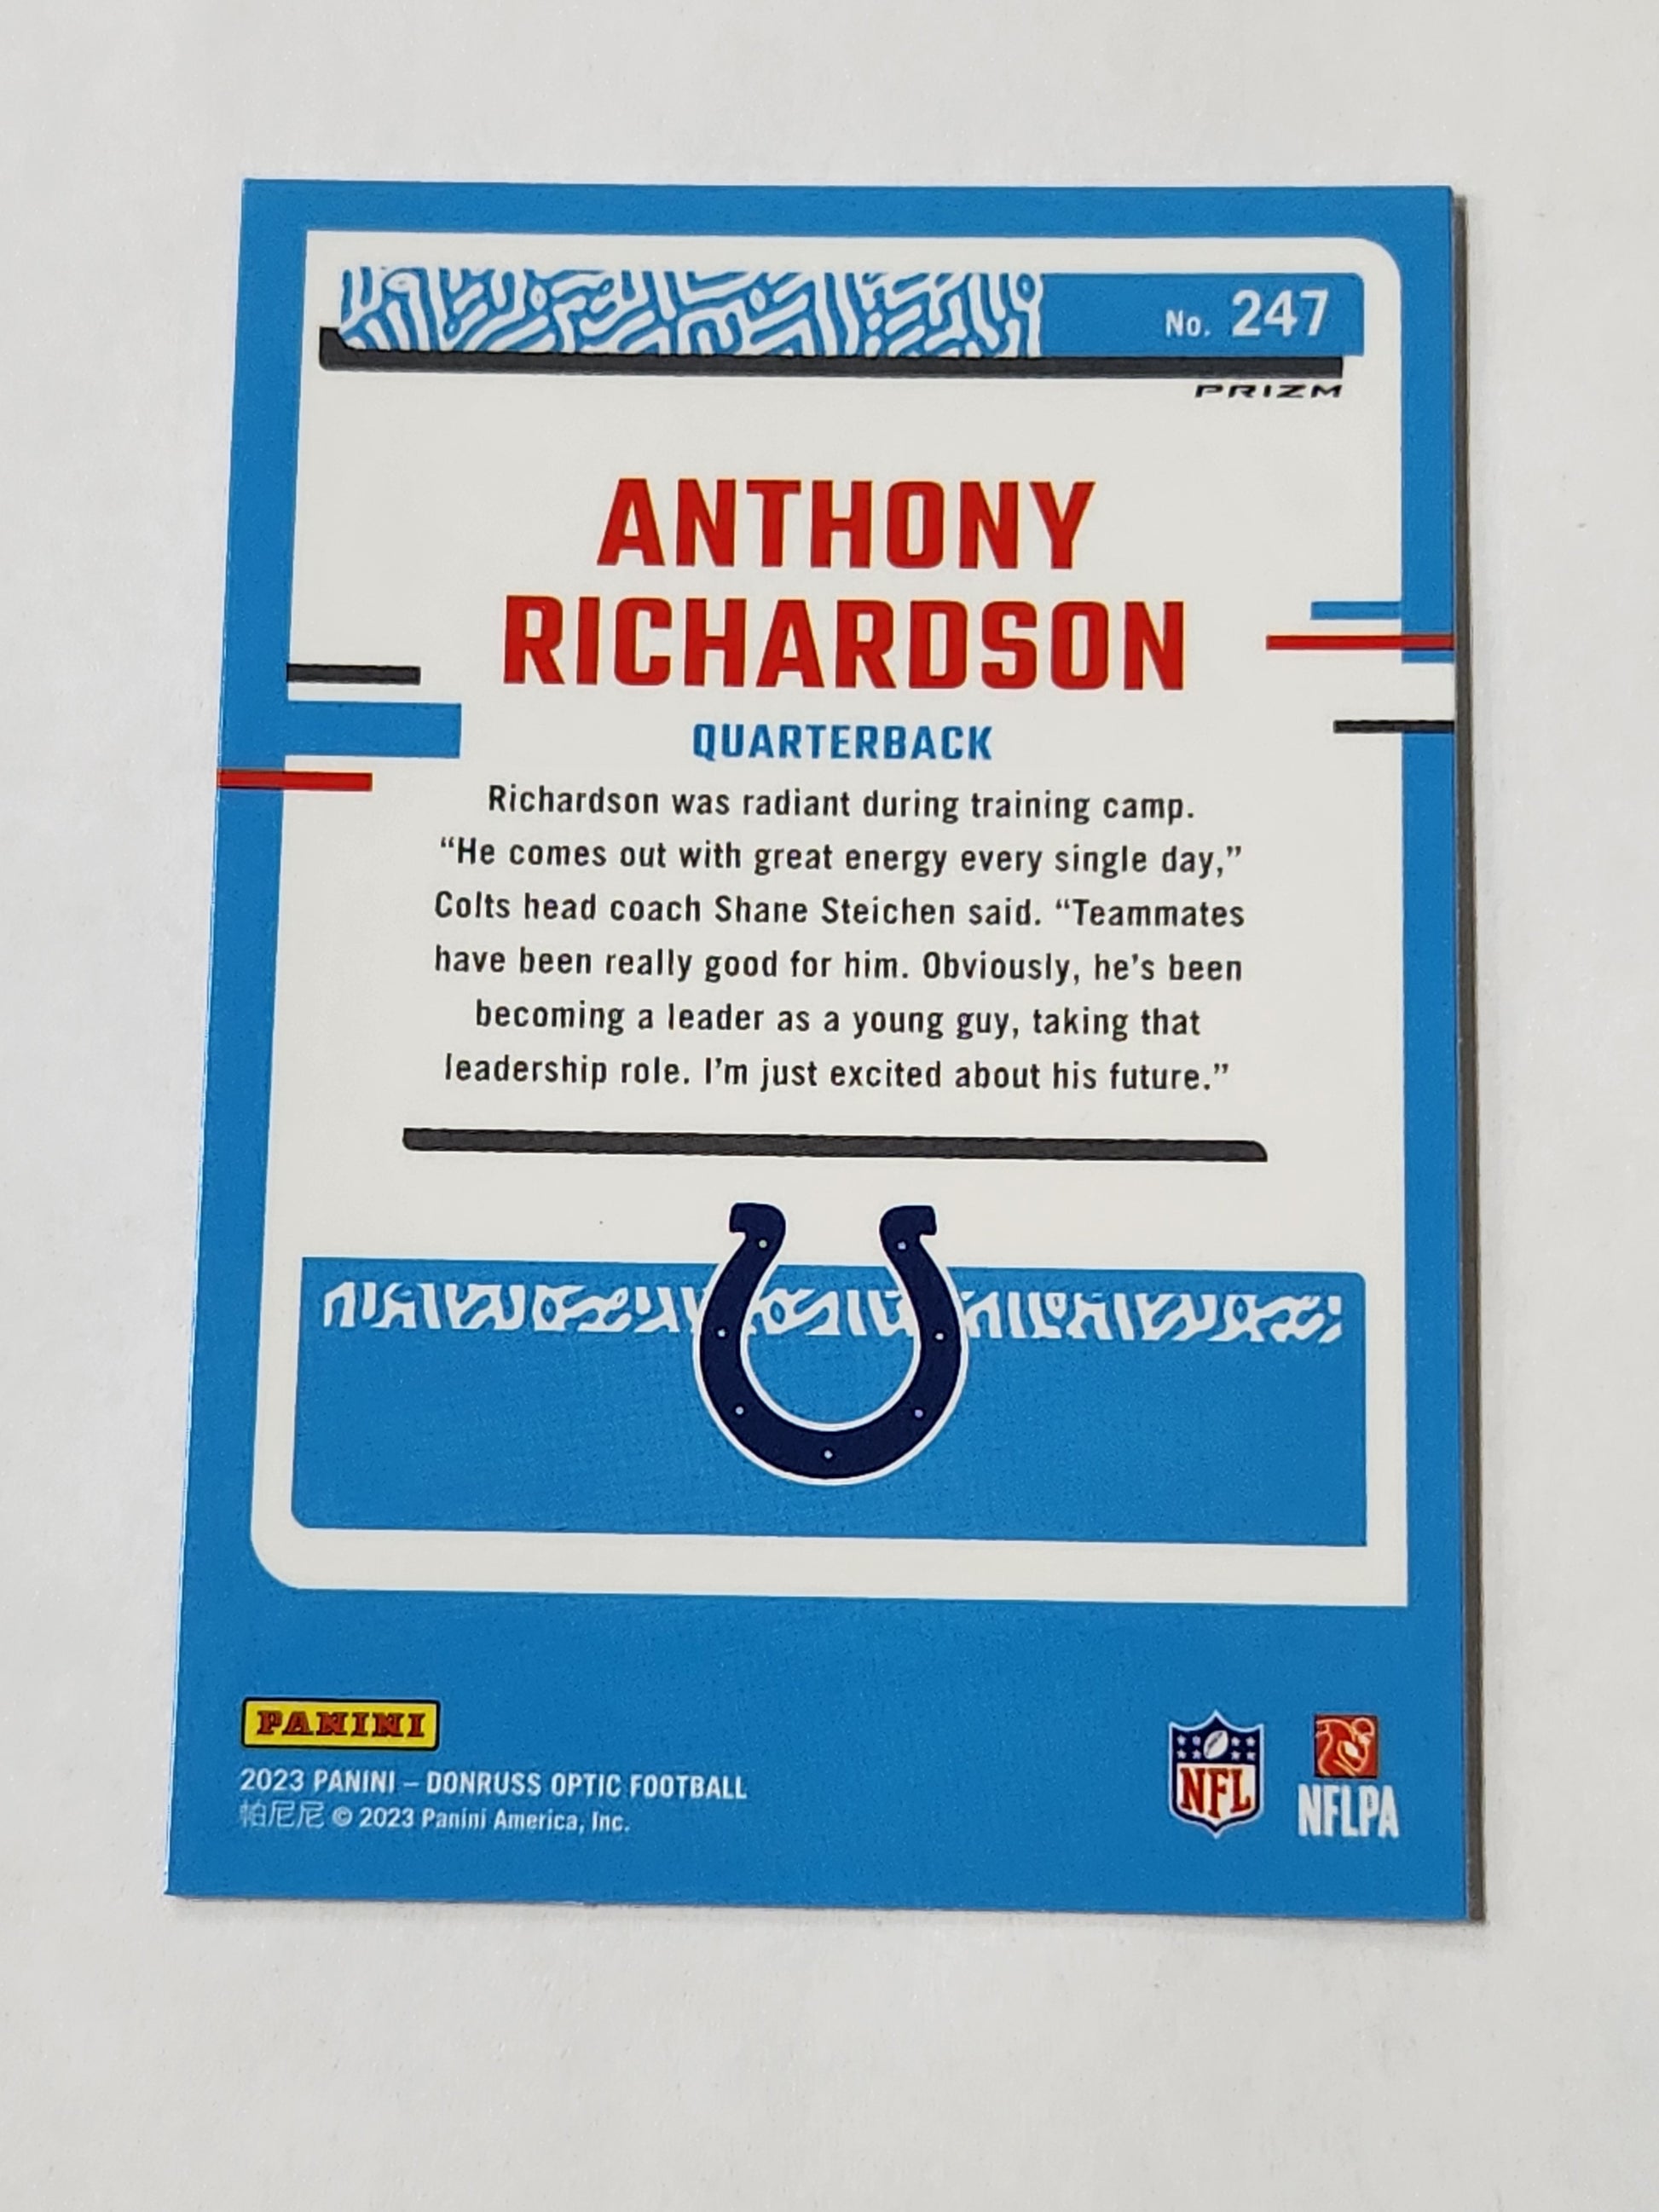 No. 247
PRIZM
ANTHONY
RICHARDSON
QUARTERBACK
Richardson was radiant during training camp.
“He comes out with great energy every single day,”
Colts head coach Shane Steichen said. “Teammates
have been really good for him. Obviously, he’s been
becoming a leader as a young guy, taking that
leadership role. I’m just excited about his future.”
PANINI
2023 PANINI – DONRUSS OPTIC FOOTBALL
帕尼尼 © 2023 Panini America, Inc.
NFL
NFLPA